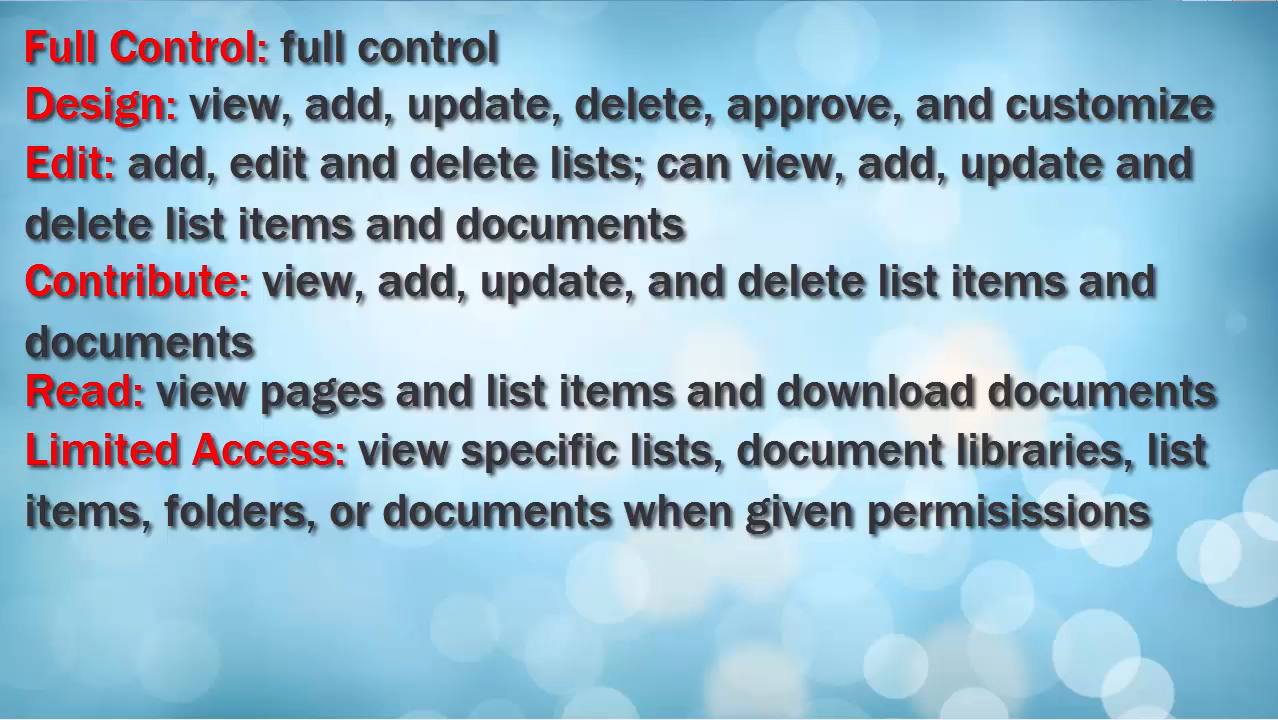 Full Control: full control
Design: view, add, update, delete, approve, and customize
Edit: add, edit and delete lists; can view, add, update and
delete list items and documents
Contribute: view, add, update, and delete list items and
documents
Read: view pages and list items and download documents
Limited Access: view specific lists, document libraries, list
items, folders, or documents when given permisissions